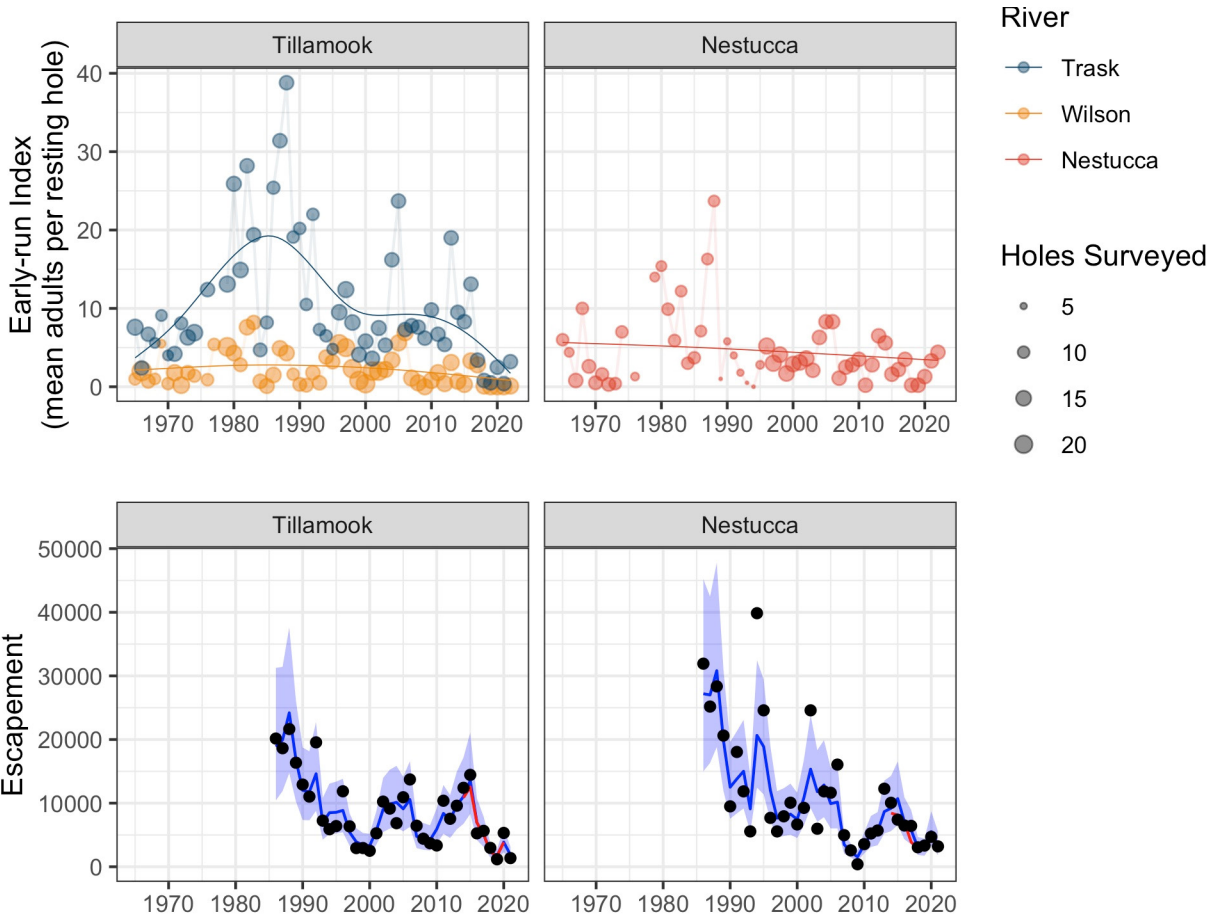 Tillamook
Nestucca
Early-run Index
(mean adults per resting hole)
40
30
20
10
0
1970 1980 1990 2000 2010 2020
1970 1980 1990 2000 2010 2020
River
Trask
Wilson
Nestucca
Holes Surveyed
5
10
15
20
Tillamook
Nestucca
Escapement
50000
40000
30000
20000
10000
0
1970 1980 1990 2000 2010 2020
1970 1980 1990 2000 2010 2020